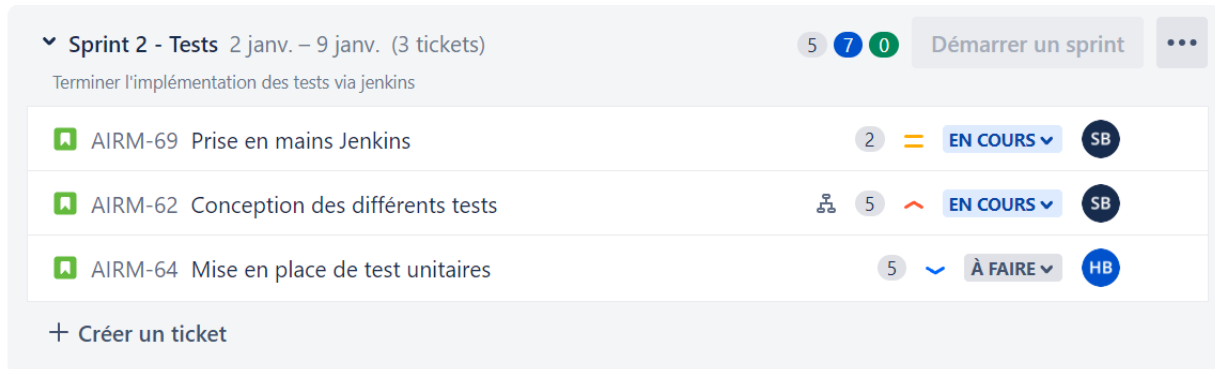 Sprint 2 - Tests 2 janv. – 9 janv. (3 tickets) 5 7 0 Démarrer un sprint
Terminer l'implémentation des tests via jenkins
AIRM-69 Prise en mains Jenkins 2 EN COURS SB
AIRM-62 Conception des différents tests 5 EN COURS SB
AIRM-64 Mise en place de test unitaires 5 À FAIRE HB
+ Créer un ticket